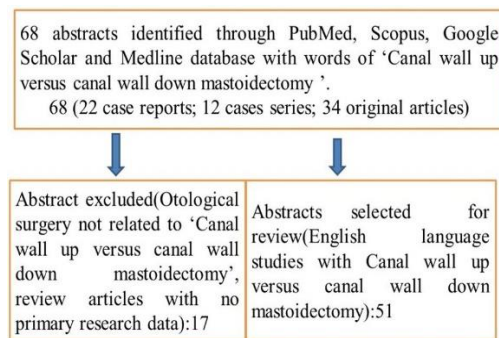 68 abstracts identified through PubMed, Scopus, Google
Scholar and Medline database with words of ‘Canal wall up
versus canal wall down mastoidectomy ’.
68 (22 case reports; 12 cases series; 34 original articles)
Abstract excluded(Otological
surgery not related to ‘Canal
wall up versus canal wall
down mastoidectomy’,
review articles with no
primary research data):17
Abstracts selected for
review(English language
studies with Canal wall up
versus canal wall down
mastoidectomy):51